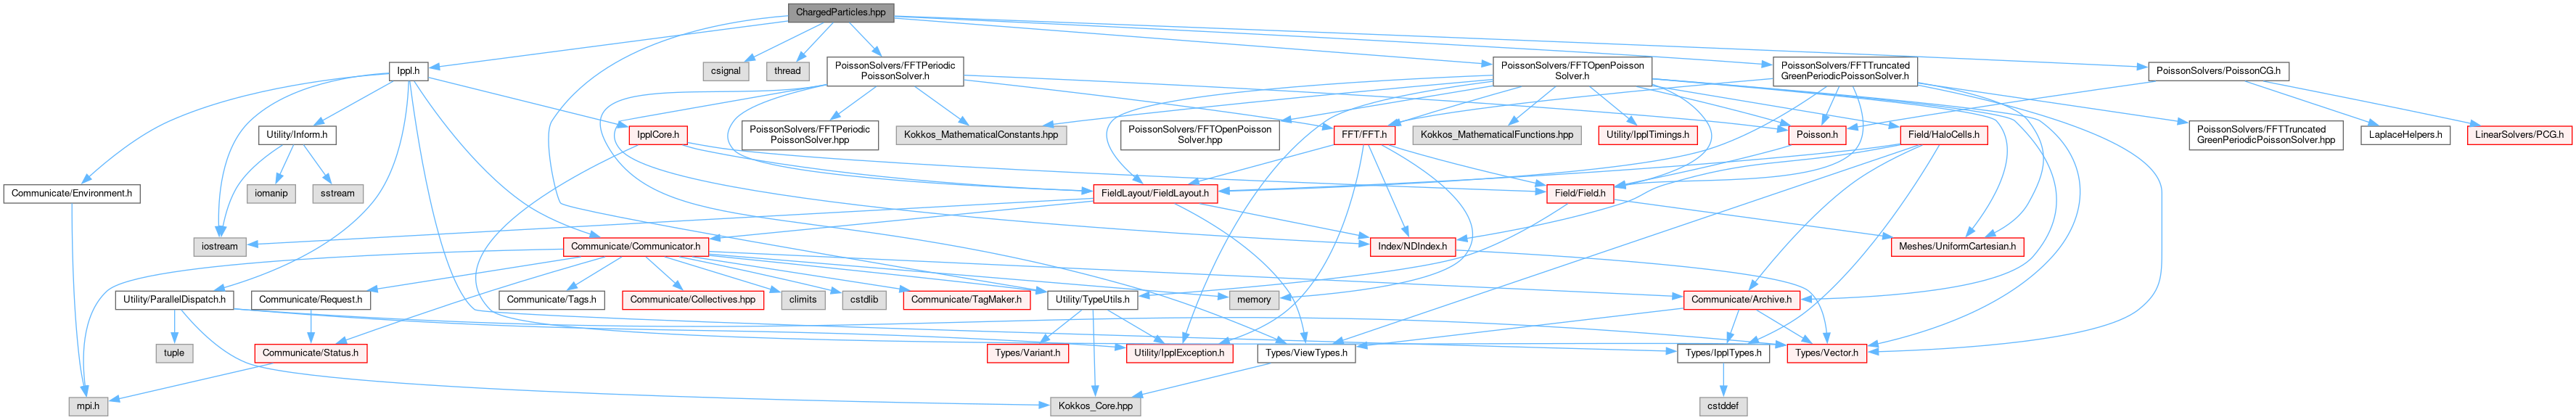 ChargedParticles.hpp
Ippl.h
csignal
thread
PoissonSolvers/FFTPeriodic
PoissonSolver.h
PoissonSolvers/FFTOpenPoisson
Solver.h
PoissonSolvers/FFTTruncated
GreenPeriodicPoissonSolver.h
PoissonSolvers/PoissonCG.h
Utility/Inform.h
IpplCore.h
PoissonSolvers/FFTPeriodic
PoissonSolver.hpp
Kokkos_MathematicalConstants.hpp
PoissonSolvers/FFTOpenPoisson
Solver.hpp
FFT/FFT.h
Kokkos_MathematicalFunctions.hpp
Utility/IpplTimings.h
Poisson.h
Field/HaloCells.h
PoissonSolvers/FFTTruncated
GreenPeriodicPoissonSolver.hpp
LaplaceHelpers.h
LinearSolvers/PCG.h
Communicate/Environment.h
iomanip
sstream
FieldLayout/FieldLayout.h
Field/Field.h
iostream
Communicate/Communicator.h
Index/NDIndex.h
Meshes/UniformCartesian.h
Utility/ParallelDispatch.h
Communicate/Request.h
Communicate/Tags.h
Communicate/Collectives.hpp
climits
cstdlib
Communicate/TagMaker.h
Utility/TypeUtils.h
memory
Communicate/Archive.h
tuple
Communicate/Status.h
Types/Variant.h
Utility/IpplException.h
Types/ViewTypes.h
Types/IpplTypes.h
Types/Vector.h
mpi.h
Kokkos_Core.hpp
cstddef